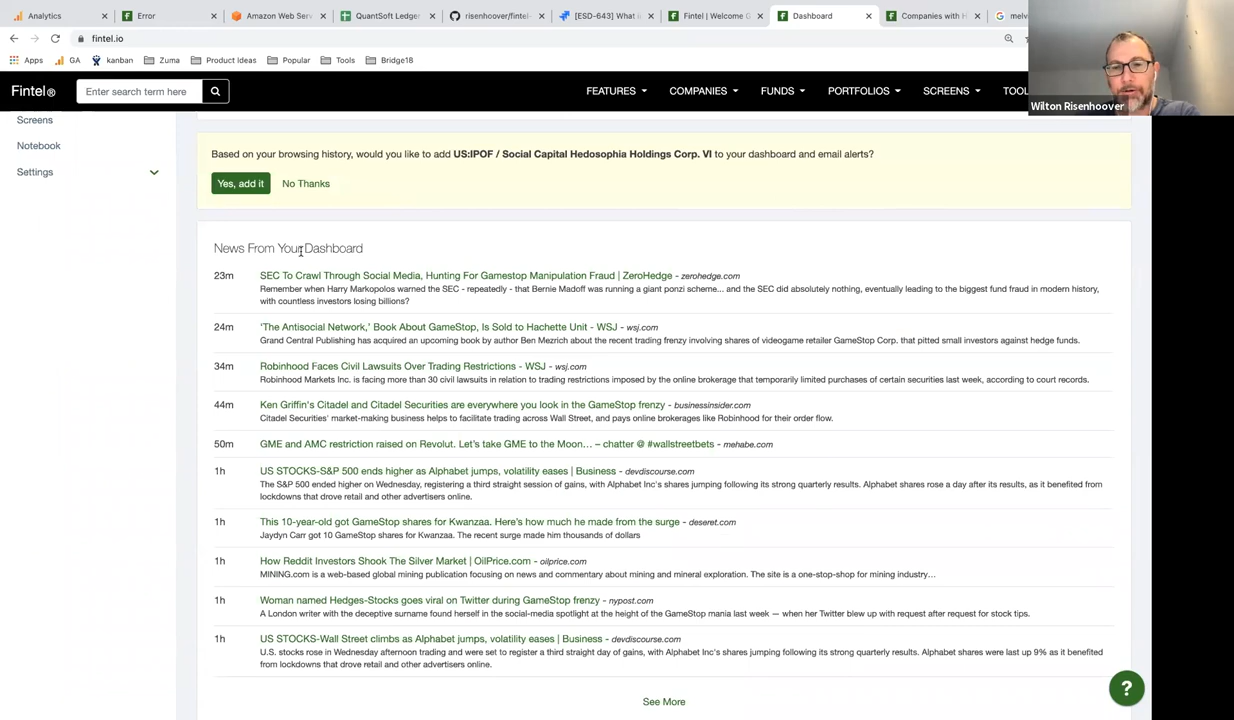 Analytics
Error
Amazon Web Serv
QuantSoft Ledger
risenhoover/fintel-
[ESD-643] What i
Fintel | Welcome
Dashboard
Companies with H
melv
fintel.io
Apps
GA
kanban
Zuma
Product Ideas
Popular
Tools
Bridge18
Fintel®
Enter search term here
FEATURES
COMPANIES
FUNDS
PORTFOLIOS
SCREENS
TOO
Wilton Risenhoover
Screens
Notebook
Settings
Based on your browsing history, would you like to add US:IPOF / Social Capital Hedosophia Holdings Corp. VI to your dashboard and email alerts?
Yes, add it
No Thanks
News From Your Dashboard
23m SEC To Crawl Through Social Media, Hunting For Gamestop Manipulation Fraud | ZeroHedge - zerohedge.com
Remember when Harry Markopolos warned the SEC - repeatedly - that Bernie Madoff was running a giant ponzi scheme... and the SEC did absolutely nothing, eventually leading to the biggest fund fraud in modern history,
with countless investors losing billions?
24m 'The Antisocial Network,' Book About GameStop, Is Sold to Hachette Unit - WSJ - wsj.com
Grand Central Publishing has acquired an upcoming book by author Ben Mezrich about the recent trading frenzy involving shares of videogame retailer GameStop Corp. that pitted small investors against hedge funds.
34m Robinhood Faces Civil Lawsuits Over Trading Restrictions - WSJ - wsj.com
Robinhood Markets Inc. is facing more than 30 civil lawsuits in relation to trading restrictions imposed by the online brokerage that temporarily limited purchases of certain securities last week, according to court records.
44m Ken Griffin's Citadel and Citadel Securities are everywhere you look in the GameStop frenzy - businessinsider.com
Citadel Securities' market-making business helps to facilitate trading across Wall Street, and pays online brokerages like Robinhood for their order flow.
50m GME and AMC restriction raised on Revolut. Let's take GME to the Moon… – chatter @ #wallstreetbets - mehabe.com
1h US STOCKS-S&P 500 ends higher as Alphabet jumps, volatility eases | Business - devdiscourse.com
The S&P 500 ended higher on Wednesday, registering a third straight session of gains, with Alphabet Inc's shares jumping following its strong quarterly results. Alphabet shares rose a day after its results, as it benefited from
lockdowns that drove retail and other advertisers online.
1h This 10-year-old got GameStop shares for Kwanzaa. Here's how much he made from the surge - deseret.com
Jaydyn Carr got 10 GameStop shares for Kwanzaa. The recent surge made him thousands of dollars
1h How Reddit Investors Shook The Silver Market | OilPrice.com - oilprice.com
MINING.com is a web-based global mining publication focusing on news and commentary about mining and mineral exploration. The site is a one-stop-shop for mining industry…
1h Woman named Hedges-Stocks goes viral on Twitter during GameStop frenzy - nypost.com
A London writer with the deceptive surname found herself in the social-media spotlight at the height of the GameStop mania last week — when her Twitter blew up with request after request for stock tips.
1h US STOCKS-Wall Street climbs as Alphabet jumps, volatility eases | Business - devdiscourse.com
U.S. stocks rose in Wednesday afternoon trading and were set to register a third straight day of gains, with Alphabet Inc's shares jumping following its strong quarterly results. Alphabet shares were last up 9% as it benefited
from lockdowns that drove retail and other advertisers online.
See More
?